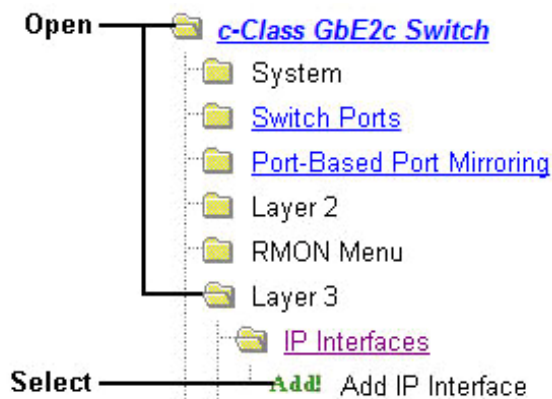 Open c-Class GbE2c Switch
System
Switch Ports
Port-Based Port Mirroring
Layer 2
RMON Menu
Layer 3
IP Interfaces
Select Add! Add IP Interface